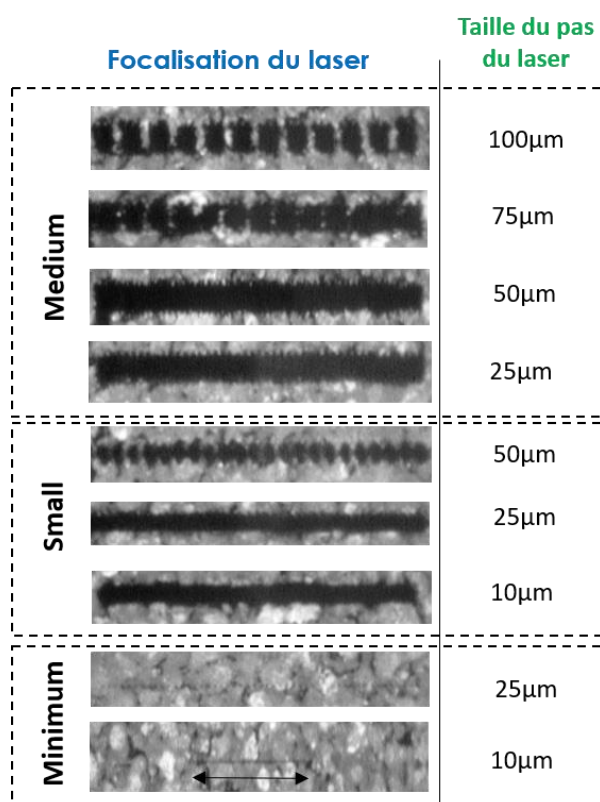 Focalisation du laser
Taille du pas
du laser
Medium
100µm
75µm
50µm
25µm
Small
50µm
25µm
10µm
Minimum
25µm
10µm